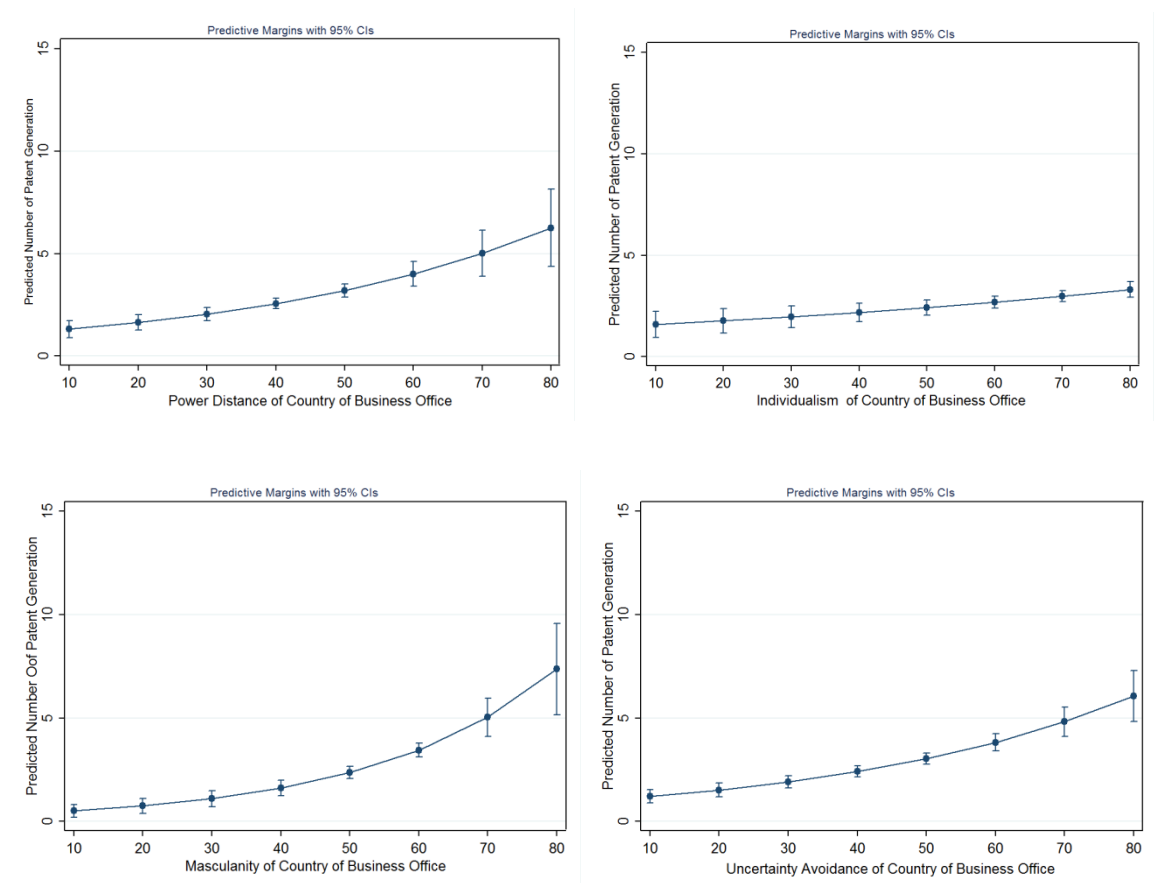 Predictive Margins with 95% CIs
Predicted Number of Patent Generation
15
10
5
0
10 20 30 40 50 60 70 80
Power Distance of Country of Business Office
Predictive Margins with 95% CIs
Predicted Number of Patent Generation
15
10
5
0
10 20 30 40 50 60 70 80
Individualism of Country of Business Office
Predictive Margins with 95% CIs
Predicted Number Oof Patent Generation
15
10
5
0
10 20 30 40 50 60 70 80
Masculanity of Country of Business Office
Predictive Margins with 95% CIs
Predicted Number of Patent Generation
15
10
5
0
10 20 30 40 50 60 70 80
Uncertainty Avoidance of Country of Business Office